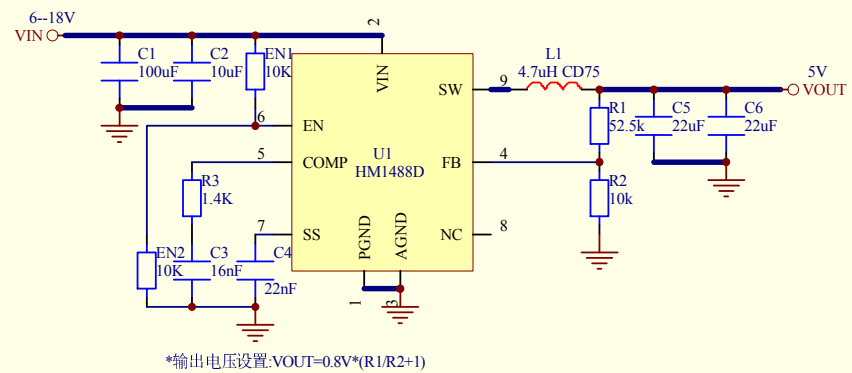 6--18V
VIN
C1
100uF
C2
10uF
EN1
10K
2
VIN
6
EN
5
COMP
R3
1.4K
7
SS
EN2
10K
C3
16nF
C4
22nF
U1
HM1488D
PGND
AGND
1
3
SW
9
L1
4.7uH CD75
FB
4
NC
8
R1
52.5k
R2
10k
C5
22uF
C6
22uF
5V
VOUT
*输出电压设置:VOUT=0.8V*(R1/R2+1)